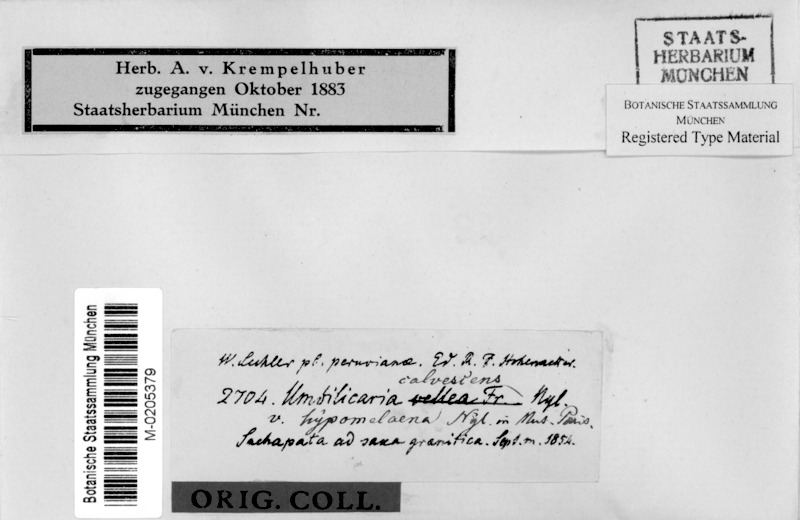 Herb. A. v. Krempelhuber
zugegangen Oktober 1883
Staatsherbarium München Nr.
STAATS-
HERBARIUM
MÜNCHEN
BOTANISCHE STAATSSAMMLUNG
MÜNCHEN
Registered Type Material
Botanische Staatssammlung München
M-0205379
W. Lechler pl. peruvianæ. Ed. R. F. Hohenacker.
calvescens
2704. Umbilicaria vellea Fr. Nyl.
v. hypomelaena Nyl. in Mus. Paris.
Sachapata ad saxa granitica. Sept. m. 1854.
ORIG. COLL.